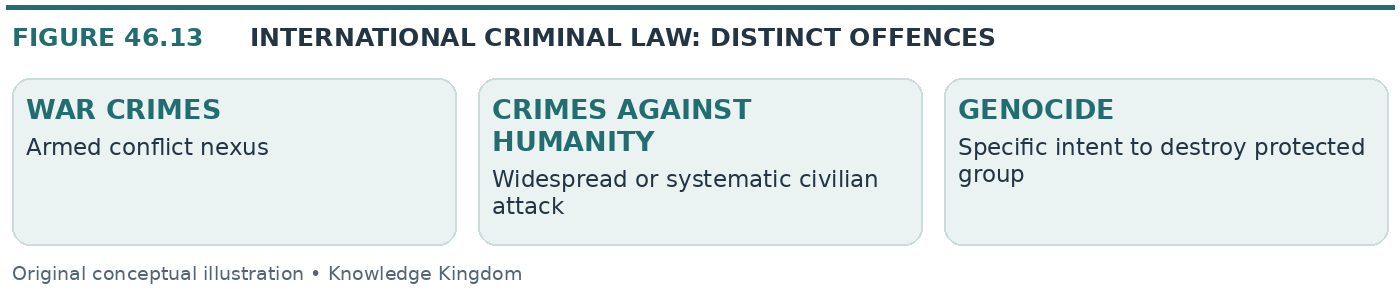 FIGURE 46.13 INTERNATIONAL CRIMINAL LAW: DISTINCT OFFENCES
WAR CRIMES
Armed conflict nexus
CRIMES AGAINST
HUMANITY
Widespread or systematic civilian
attack
GENOCIDE
Specific intent to destroy protected
group
Original conceptual illustration • Knowledge Kingdom